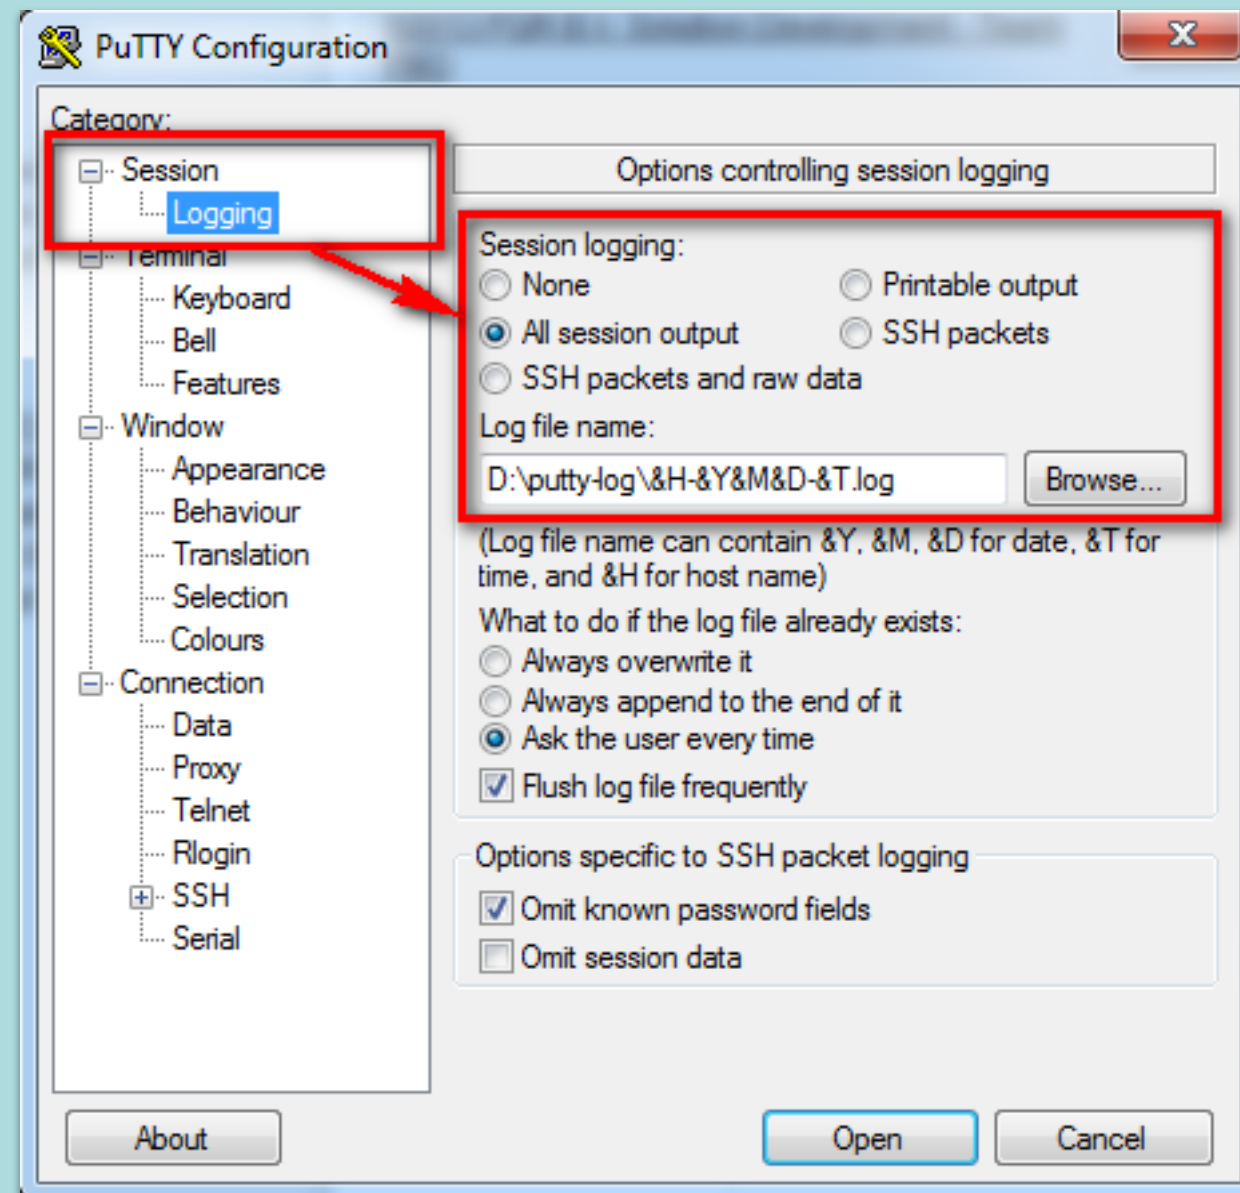 PuTTY Configuration
Category:
Session
Logging
Terminal
Keyboard
Bell
Features
Window
Appearance
Behaviour
Translation
Selection
Colours
Connection
Data
Proxy
Telnet
Rlogin
SSH
Serial
Options controlling session logging
Session logging:
None
Printable output
All session output
SSH packets
SSH packets and raw data
Log file name:
D:\putty-log\&H-&Y&M&D-&T.log
Browse...
(Log file name can contain &Y, &M, &D for date, &T for
time, and &H for host name)
What to do if the log file already exists:
Always overwrite it
Always append to the end of it
Ask the user every time
Flush log file frequently
Options specific to SSH packet logging
Omit known password fields
Omit session data
About
Open
Cancel